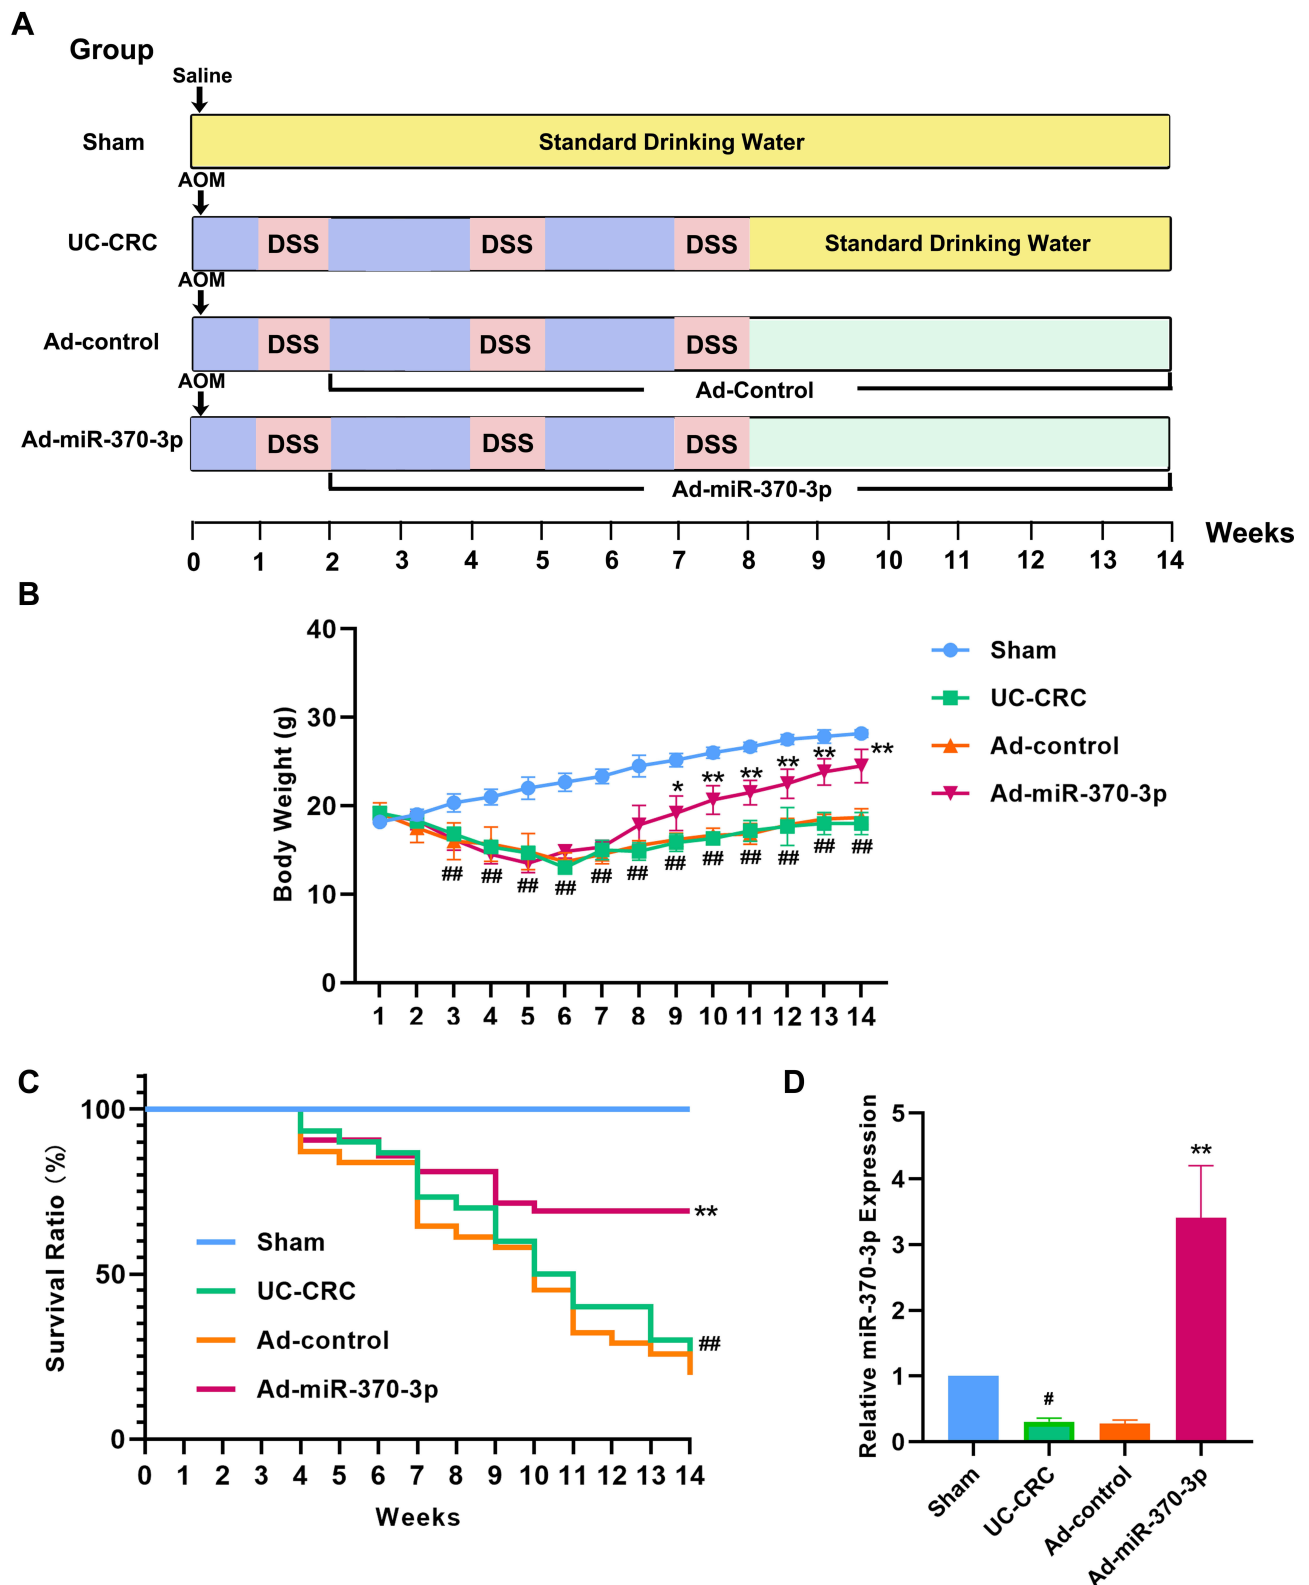 A
Group
Saline
Sham
Standard Drinking Water
AOM
UC-CRC
DSS
DSS
DSS
Standard Drinking Water
AOM
Ad-control
DSS
DSS
DSS
Ad-Control
AOM
Ad-miR-370-3p
DSS
DSS
DSS
Ad-miR-370-3p
0 1 2 3 4 5 6 7 8 9 10 11 12 13 14
Weeks
B
Body Weight (g)
40
30
20
10
0
* ** ** ** ** **
## ## ## ## ## ## ## ## ## ## ## ##
1 2 3 4 5 6 7 8 9 10 11 12 13 14
Sham
UC-CRC
Ad-control
Ad-miR-370-3p
C
Survival Ratio (%)
100
50
0
Sham
UC-CRC
Ad-control
Ad-miR-370-3p
**
##
0 1 2 3 4 5 6 7 8 9 10 11 12 13 14
Weeks
D
Relative miR-370-3p Expression
5
4
3
2
1
0
#
**
Sham
UC-CRC
Ad-control
Ad-miR-370-3p